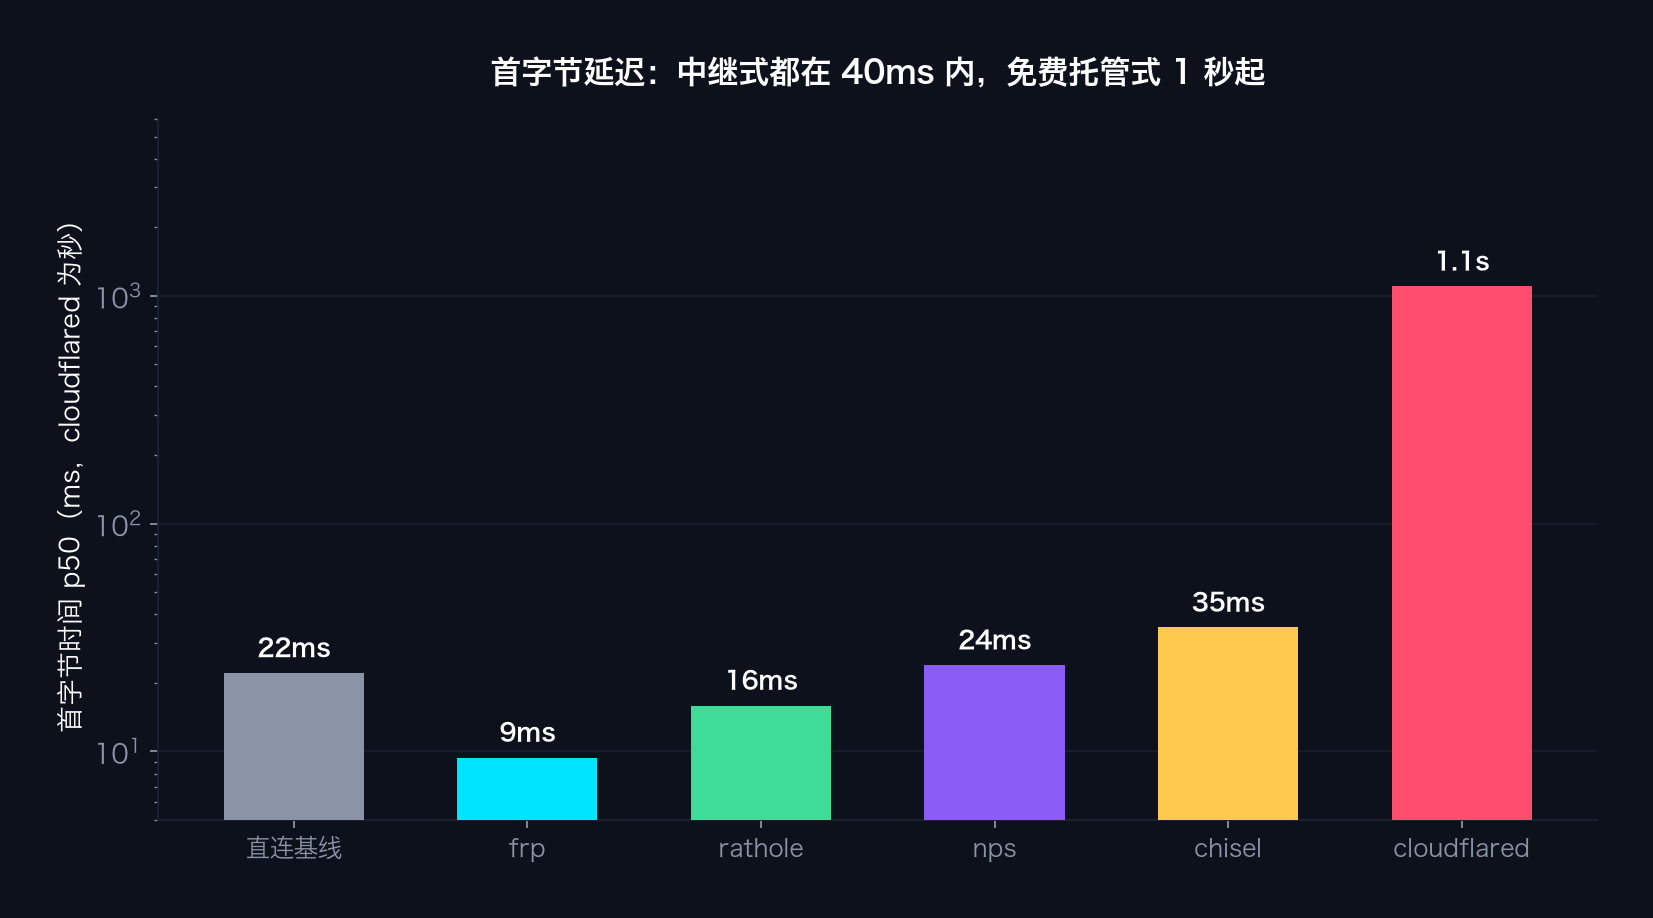 首字节延迟：中继式都在 40ms 内，免费托管式 1 秒起
首字节时间 p50（ms，cloudflared 为秒）
10³
10²
10¹
22ms
9ms
16ms
24ms
35ms
1.1s
直连基线
frp
rathole
nps
chisel
cloudflared